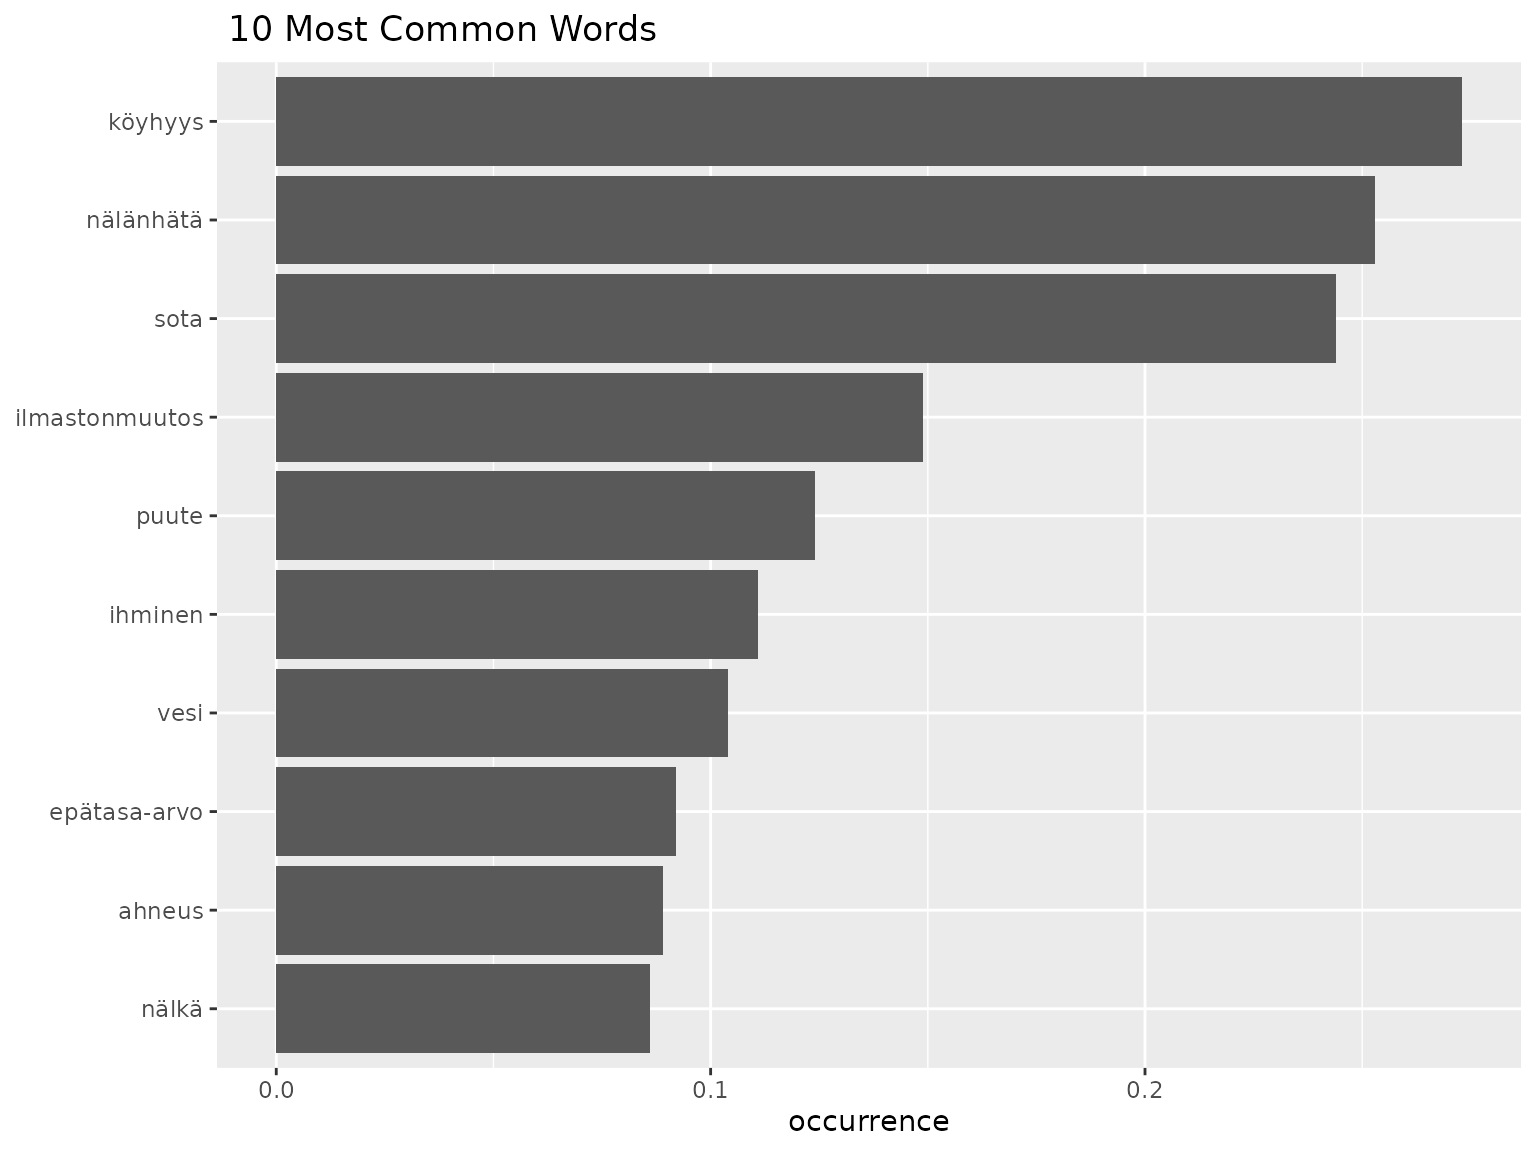 10 Most Common Words
köyhyys
nälänhätä
sota
ilmastonmuutos
puute
ihminen
vesi
epätasa-arvo
ahneus
nälkä
0.0 0.1 0.2
occurrence